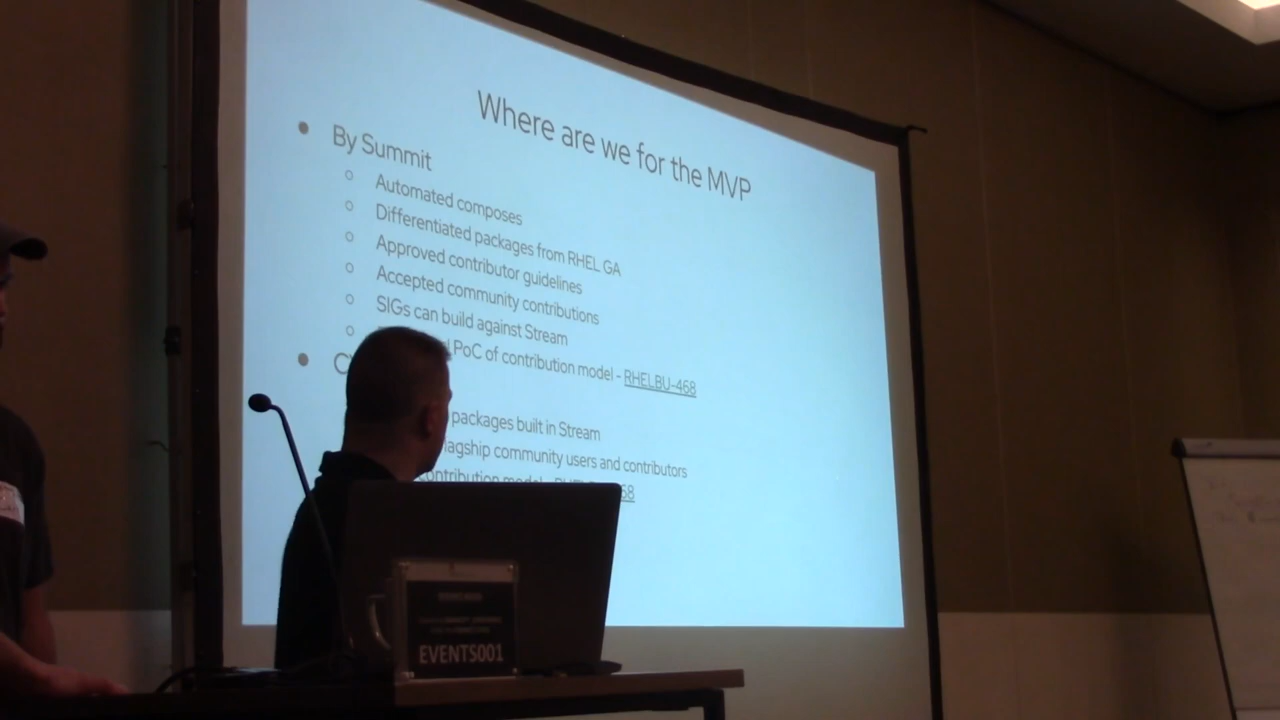 Where are we for the MVP
By Summit
Automated composes
Differentiated packages from RHEL GA
Approved contributor guidelines
Accepted community contributions
SIGs can build against Stream
PoC of contribution model - RHELBU-468
packages built in Stream
community users and contributors
contribution model
EVENTS001